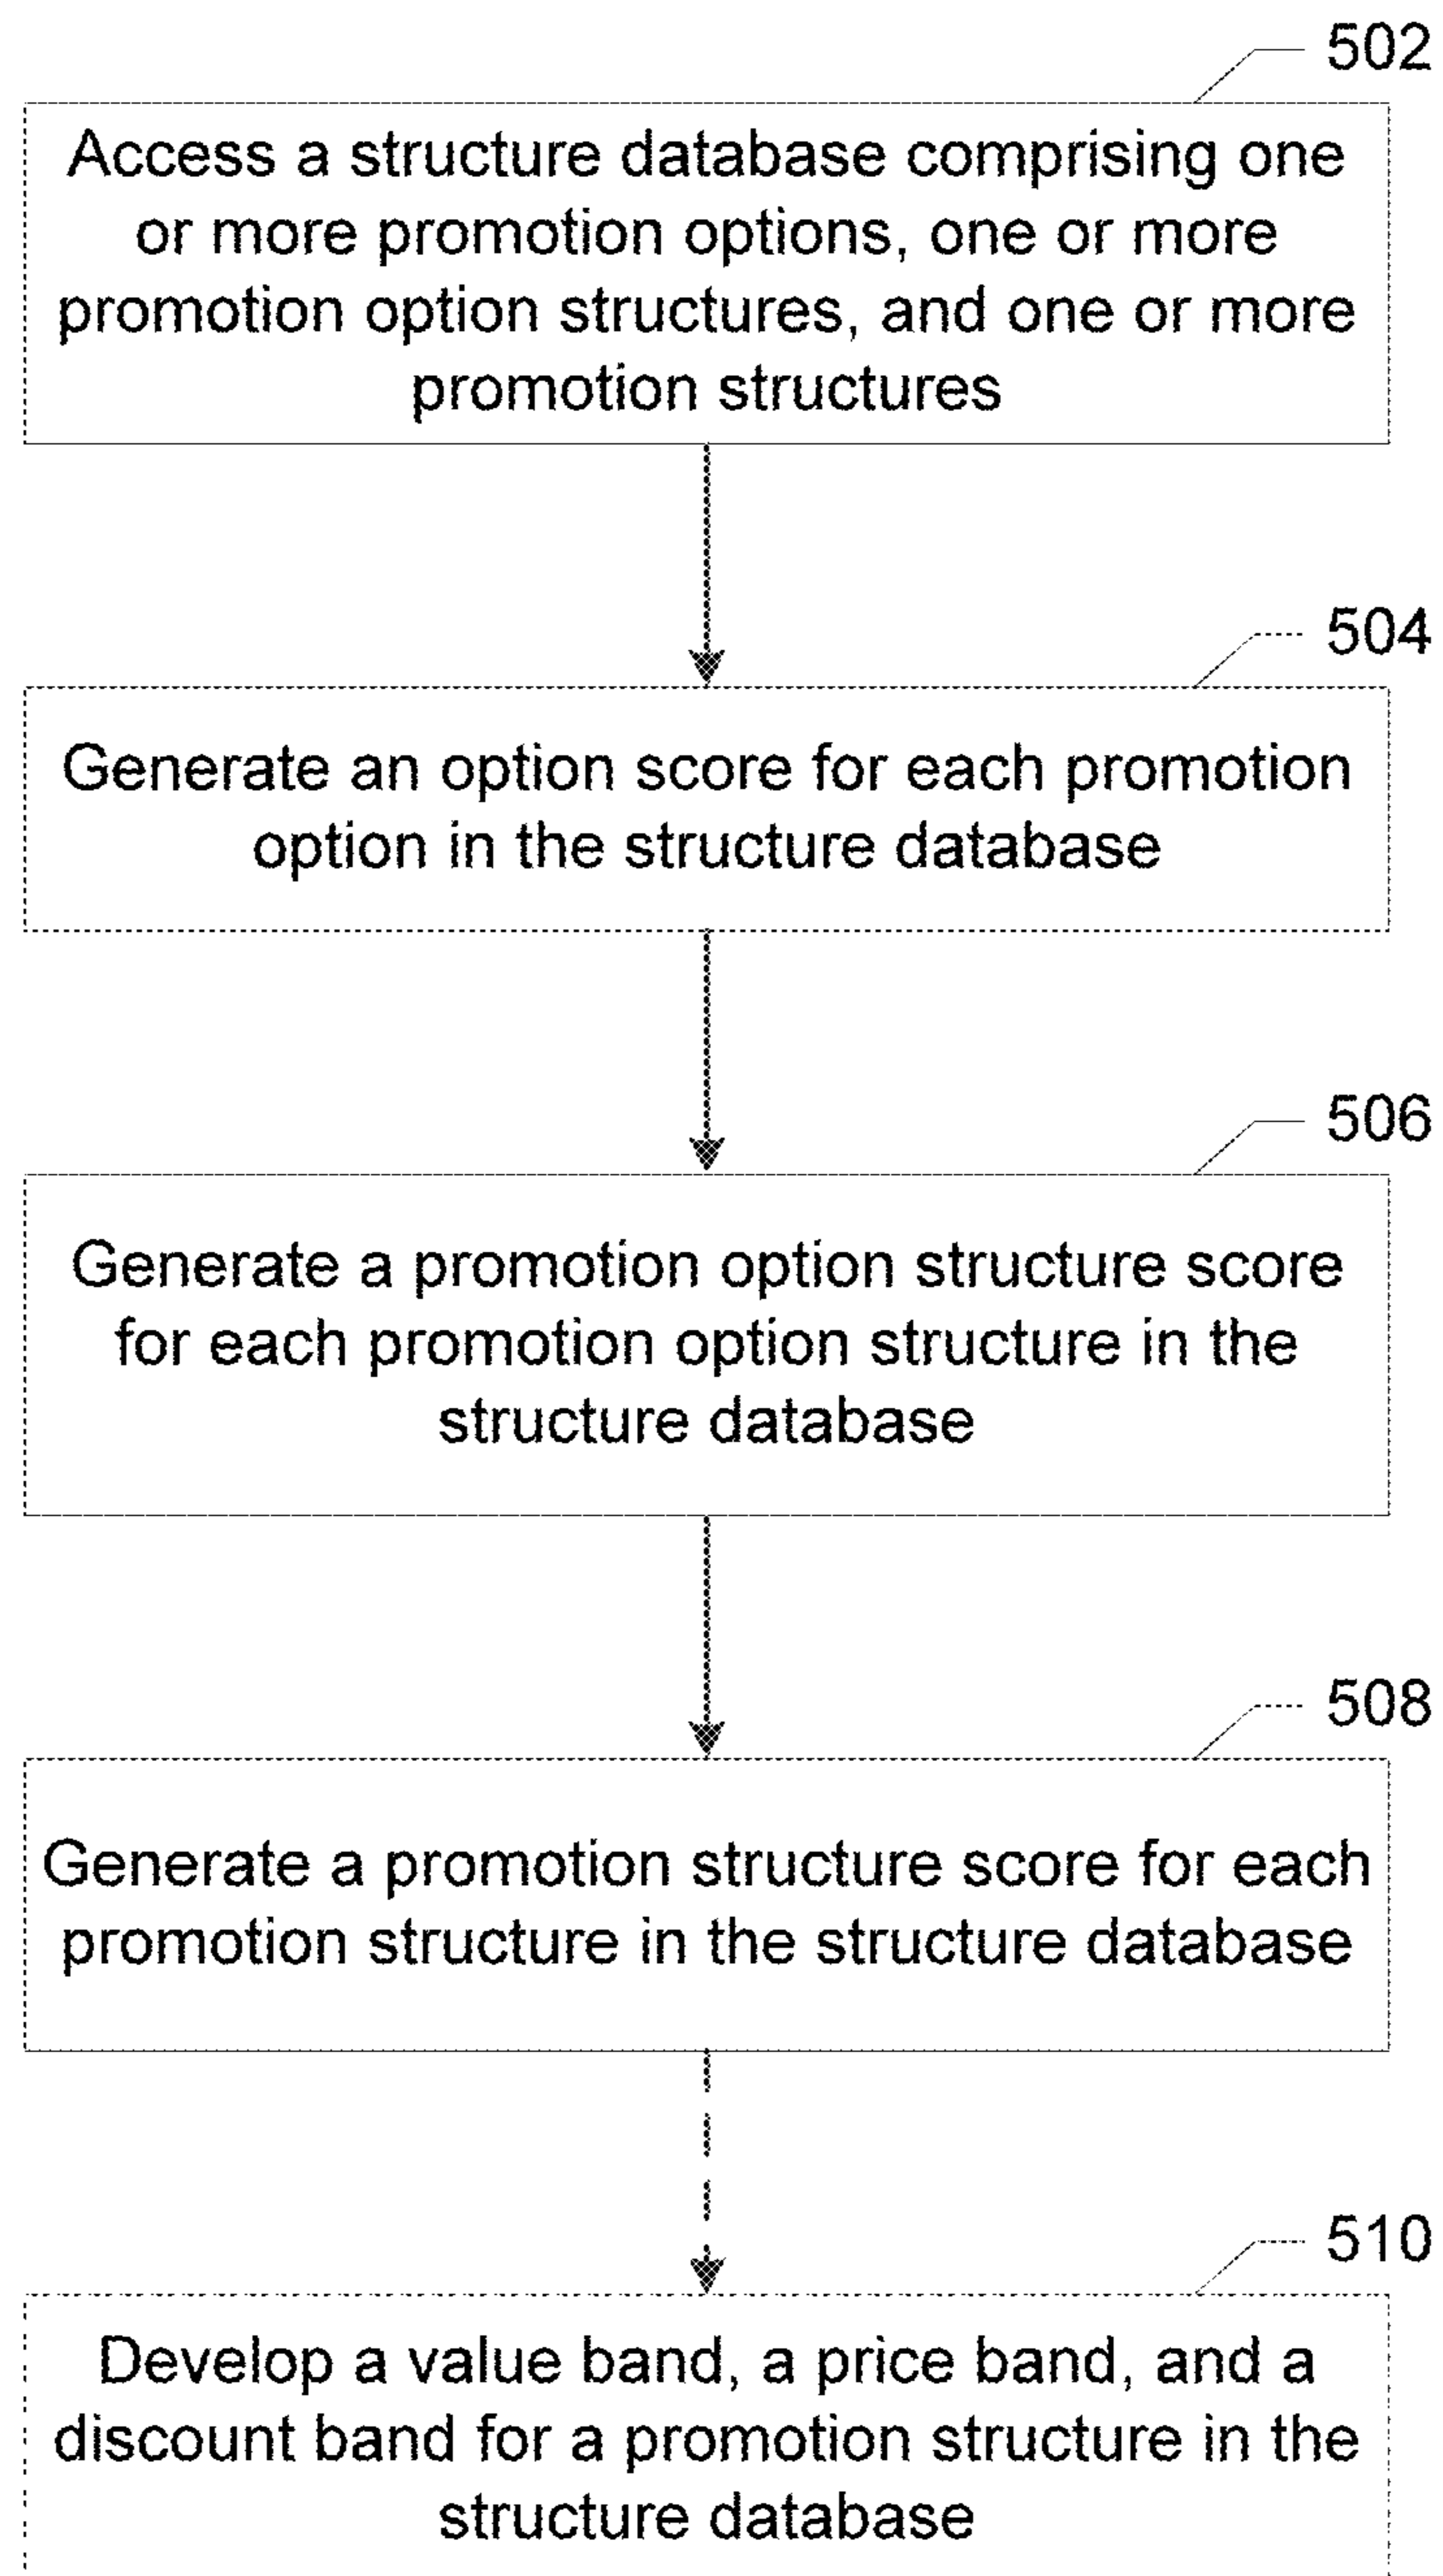 502
Access a structure database comprising one
or more promotion options, one or more
promotion option structures, and one or more
promotion structures
504
Generate an option score for each promotion
option in the structure database
506
Generate a promotion option structure score
for each promotion option structure in the
structure database
508
Generate a promotion structure score for each
promotion structure in the structure database
510
Develop a value band, a price band, and a
discount band for a promotion structure in the
structure database